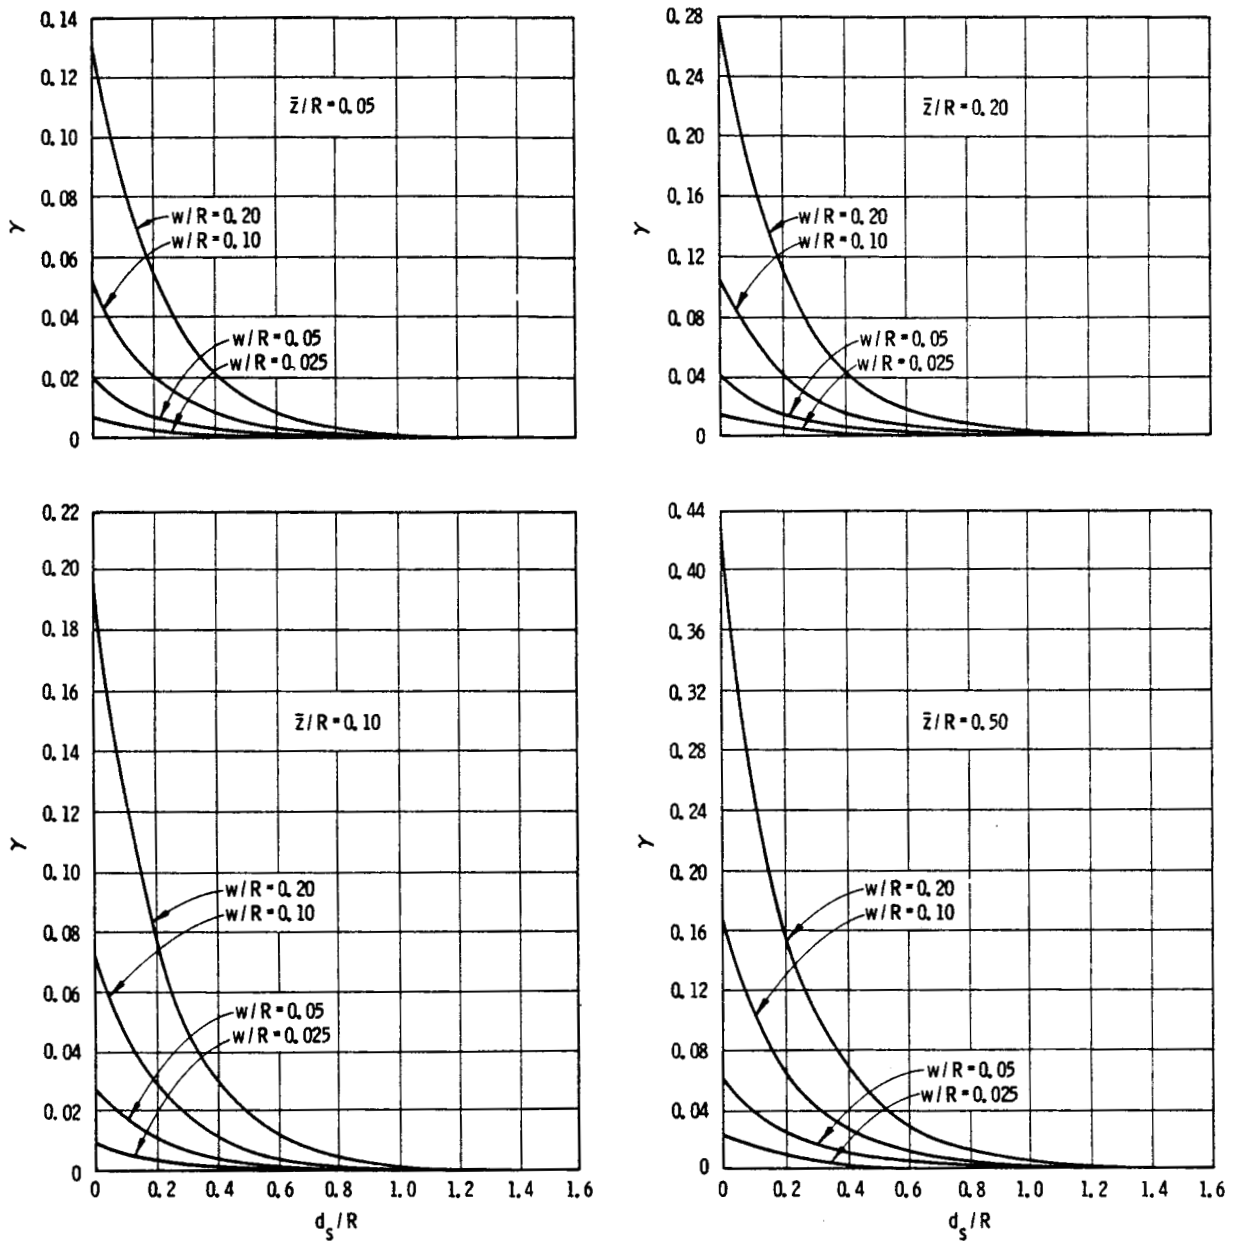 0.14
0.12
0.10
0.08
0.06
0.04
0.02
0
γ
z̄/R = 0.05
w/R = 0.20
w/R = 0.10
w/R = 0.05
w/R = 0.025
0.28
0.24
0.20
0.16
0.12
0.08
0.04
0
γ
z̄/R = 0.20
w/R = 0.20
w/R = 0.10
w/R = 0.05
w/R = 0.025
0.22
0.20
0.18
0.16
0.14
0.12
0.10
0.08
0.06
0.04
0.02
0
γ
z̄/R = 0.10
w/R = 0.20
w/R = 0.10
w/R = 0.05
w/R = 0.025
0 0.2 0.4 0.6 0.8 1.0 1.2 1.4 1.6
d_s/R
0.44
0.40
0.36
0.32
0.28
0.24
0.20
0.16
0.12
0.08
0.04
0
γ
z̄/R = 0.50
w/R = 0.20
w/R = 0.10
w/R = 0.05
w/R = 0.025
0 0.2 0.4 0.6 0.8 1.0 1.2 1.4 1.6
d_s/R